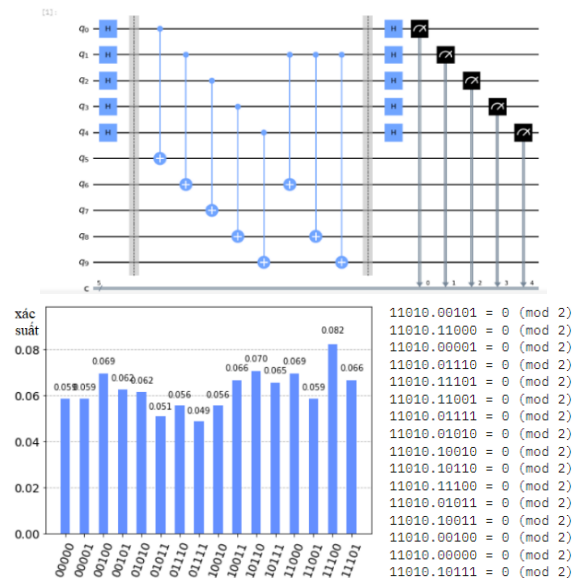 [1]:
q0 H
q1 H
q2 H
q3 H
q4 H
q5
q6
q7
q8
q9
c 5 0 1 2 3 4
xác
suất
0.08
0.06
0.04
0.02
0.00
0.059 0.059 0.069 0.062 0.062 0.051 0.056 0.049 0.056 0.066 0.070 0.065 0.069 0.059 0.082 0.066
00000 00001 00100 00101 01010 01011 01110 01111 10010 10011 10110 10111 11000 11001 11100 11101
11010.00101 = 0 (mod 2)
11010.11000 = 0 (mod 2)
11010.00001 = 0 (mod 2)
11010.01110 = 0 (mod 2)
11010.11101 = 0 (mod 2)
11010.11001 = 0 (mod 2)
11010.01111 = 0 (mod 2)
11010.01010 = 0 (mod 2)
11010.10010 = 0 (mod 2)
11010.10110 = 0 (mod 2)
11010.11100 = 0 (mod 2)
11010.01011 = 0 (mod 2)
11010.10011 = 0 (mod 2)
11010.00100 = 0 (mod 2)
11010.00000 = 0 (mod 2)
11010.10111 = 0 (mod 2)